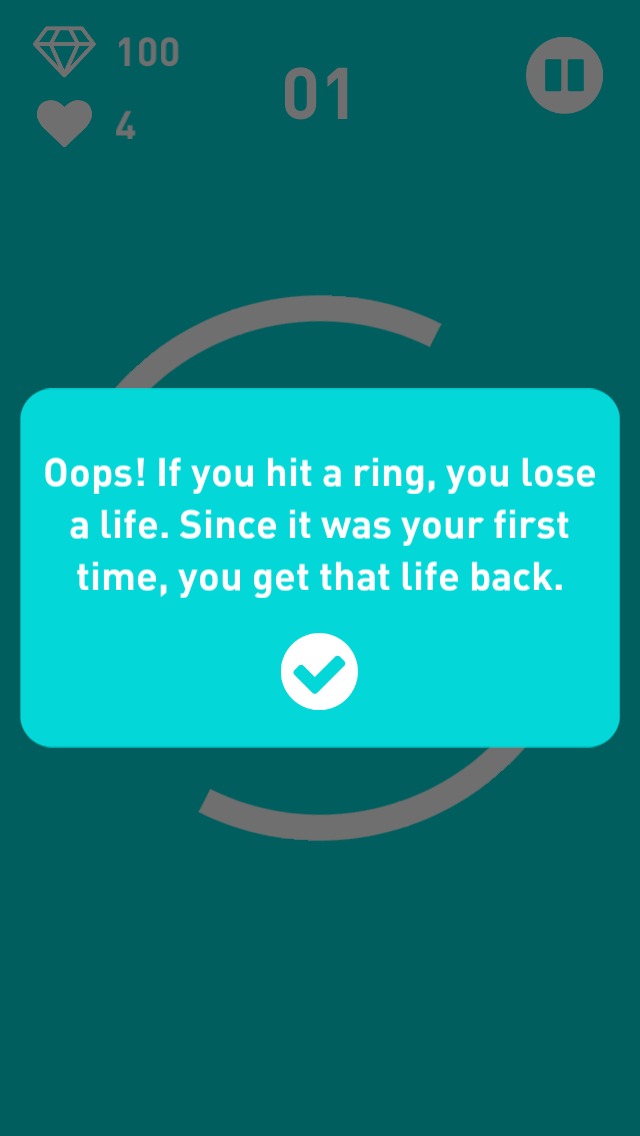 100
01
4
Oops! If you hit a ring, you lose
a life. Since it was your first
time, you get that life back.